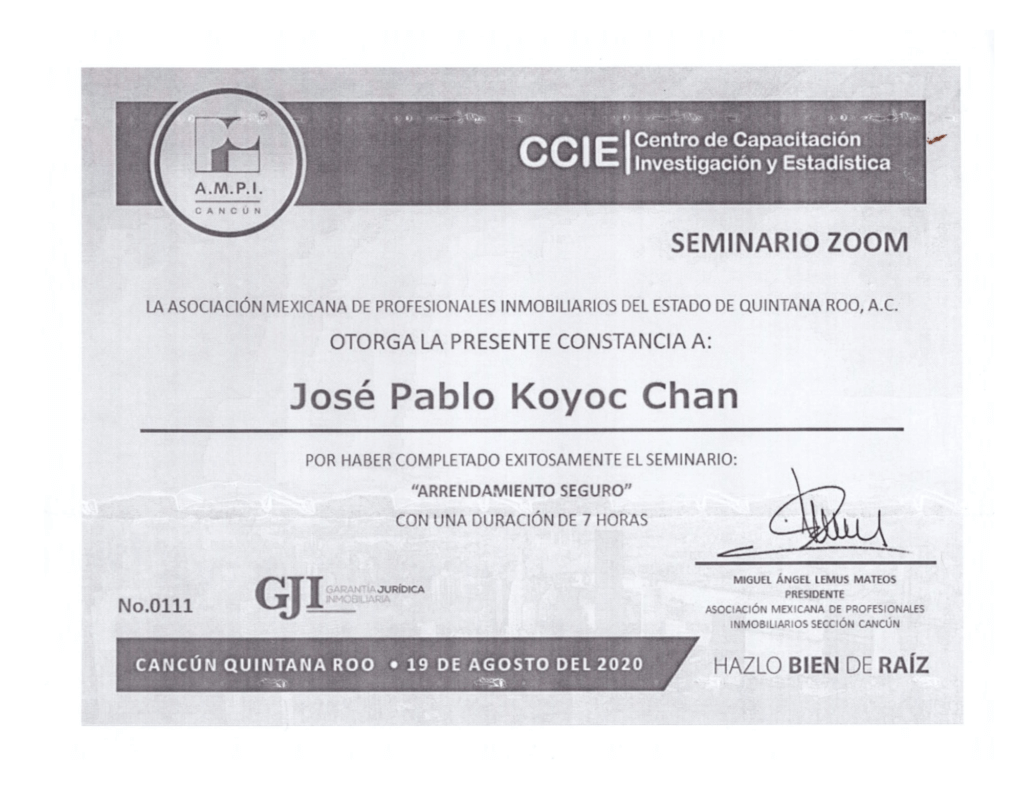 A.M.P.I.
CANCÚN
CCIE
Centro de Capacitación
Investigación y Estadística
SEMINARIO ZOOM
LA ASOCIACIÓN MEXICANA DE PROFESIONALES INMOBILIARIOS DEL ESTADO DE QUINTANA ROO, A.C.
OTORGA LA PRESENTE CONSTANCIA A:
José Pablo Koyoc Chan
POR HABER COMPLETADO EXITOSAMENTE EL SEMINARIO:
“ARRENDAMIENTO SEGURO”
CON UNA DURACIÓN DE 7 HORAS
MIGUEL ÁNGEL LEMUS MATEOS
PRESIDENTE
ASOCIACIÓN MEXICANA DE PROFESIONALES
INMOBILIARIOS SECCIÓN CANCÚN
No.0111
GJI
GARANTÍA JURÍDICA
INMOBILIARIA
CANCÚN QUINTANA ROO • 19 DE AGOSTO DEL 2020
HAZLO BIEN DE RAÍZ